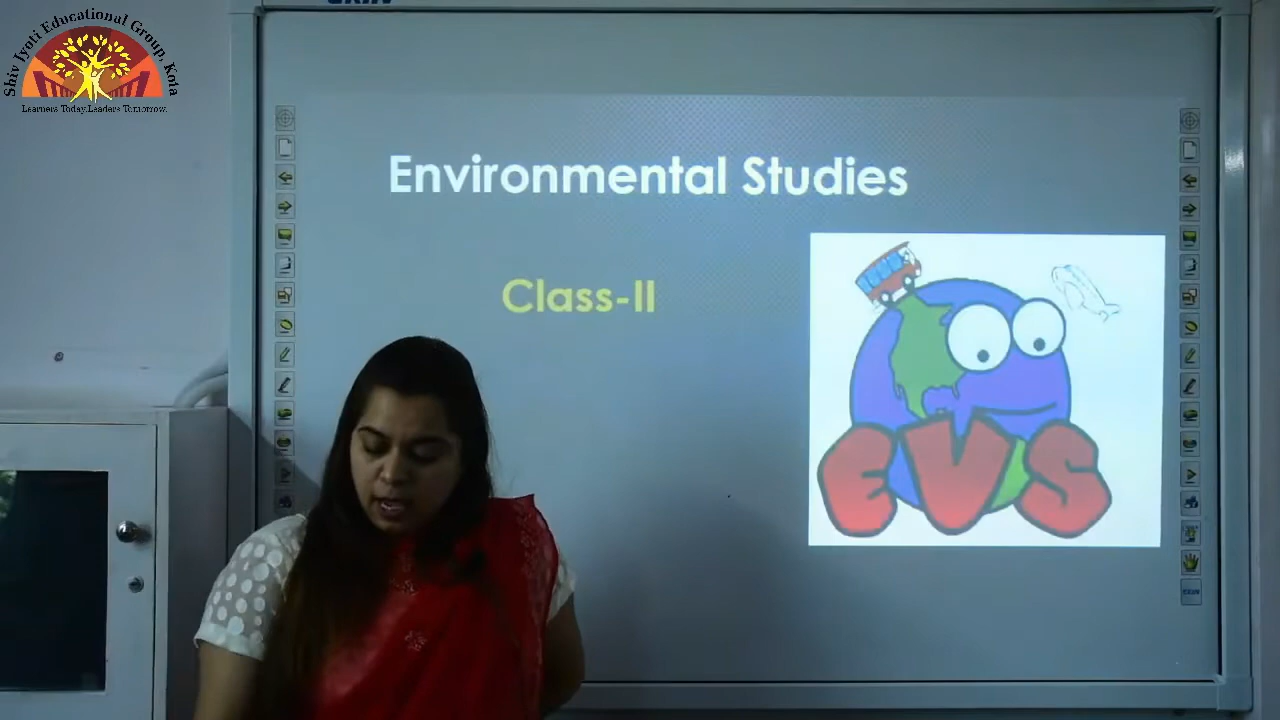 Shiv Jyoti Educational Group, Kota
Learners Today,Leaders Tomorrow.
Environmental Studies
Class-II
EVS